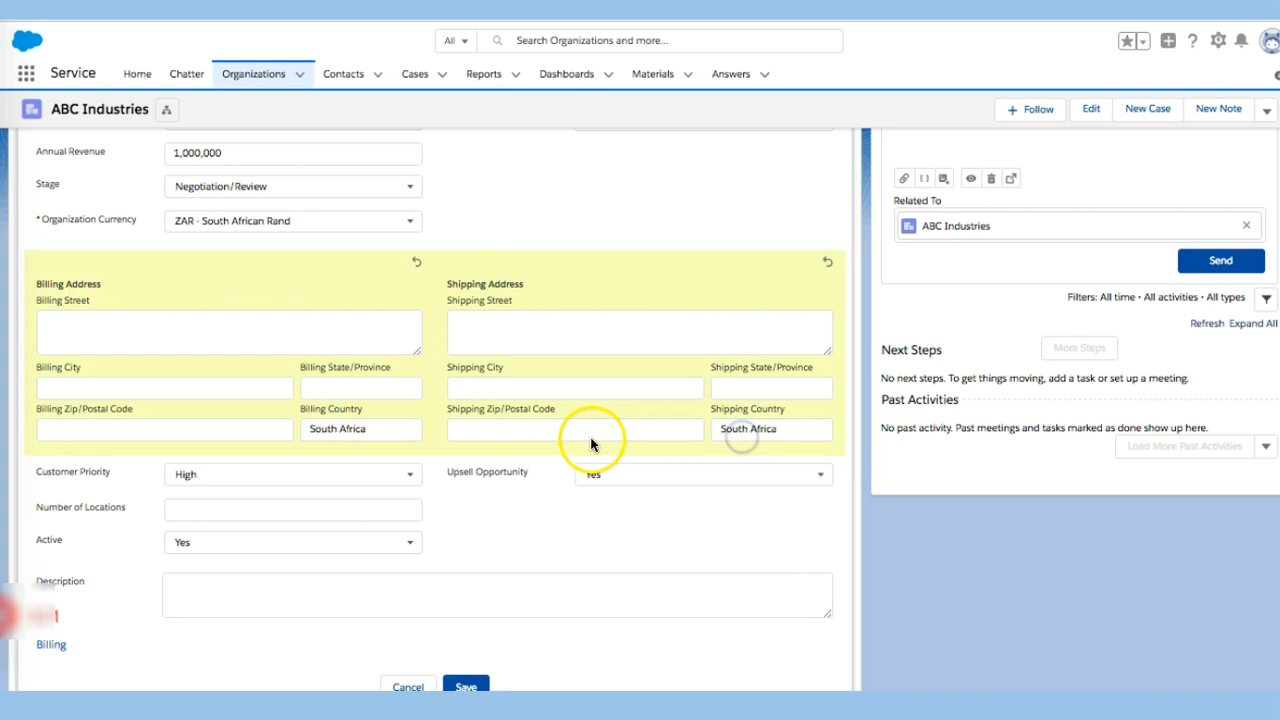 All
Search Organizations and more...
Service
Home
Chatter
Organizations
Contacts
Cases
Reports
Dashboards
Materials
Answers
ABC Industries
+ Follow
Edit
New Case
New Note
Annual Revenue
1,000,000
Stage
Negotiation/Review
*Organization Currency
ZAR - South African Rand
Billing Address
Billing Street
Billing City
Billing State/Province
Billing Zip/Postal Code
Billing Country
South Africa
Shipping Address
Shipping Street
Shipping City
Shipping State/Province
Shipping Zip/Postal Code
Shipping Country
South Africa
Customer Priority
High
Upsell Opportunity
Yes
Number of Locations
Active
Yes
Description
Billing
Cancel
Save
Related To
ABC Industries
Send
Filters: All time • All activities • All types
Refresh Expand All
Next Steps
More Steps
No next steps. To get things moving, add a task or set up a meeting.
Past Activities
No past activity. Past meetings and tasks marked as done show up here.
Load More Past Activities